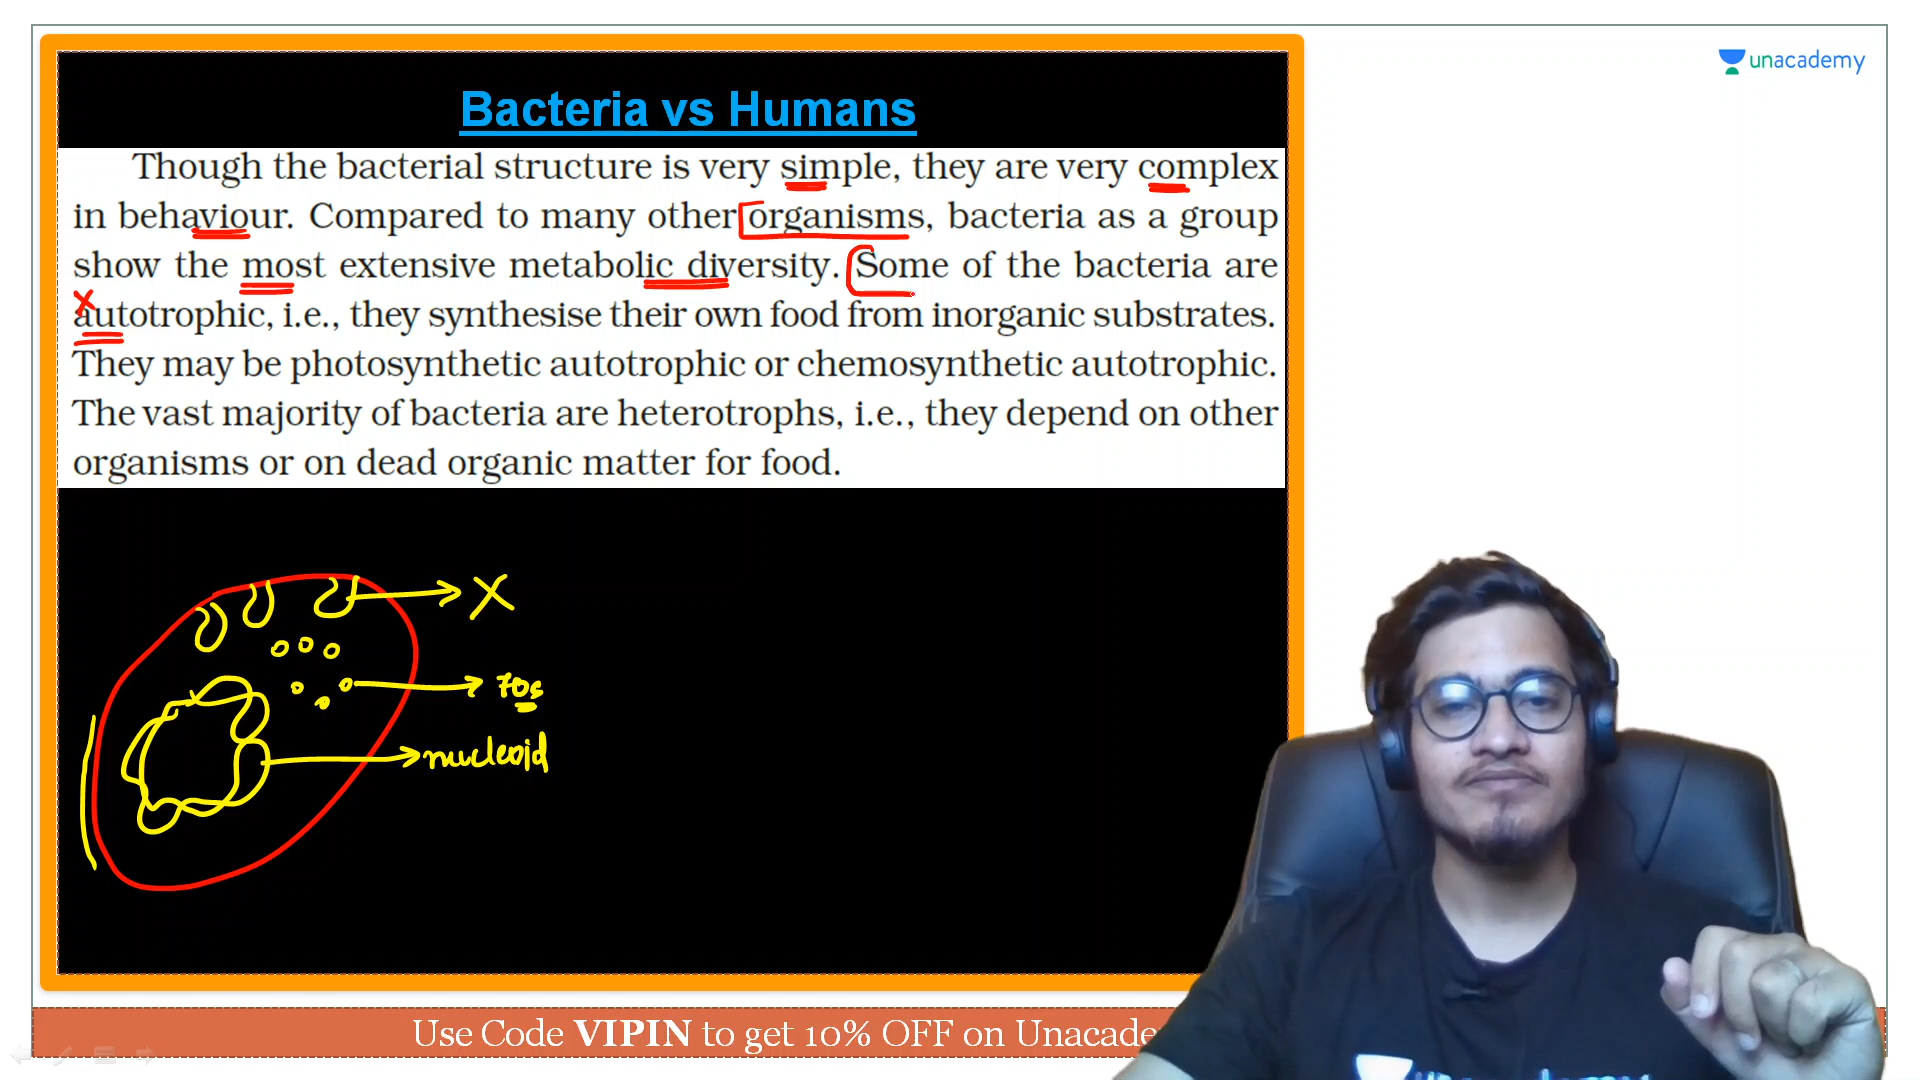 unacademy
Bacteria vs Humans
Though the bacterial structure is very simple, they are very complex
in behaviour. Compared to many other organisms, bacteria as a group
show the most extensive metabolic diversity. Some of the bacteria are
autotrophic, i.e., they synthesise their own food from inorganic substrates.
They may be photosynthetic autotrophic or chemosynthetic autotrophic.
The vast majority of bacteria are heterotrophs, i.e., they depend on other
organisms or on dead organic matter for food.
X
70s
nucleoid
Use Code VIPIN to get 10% OFF on Unacade